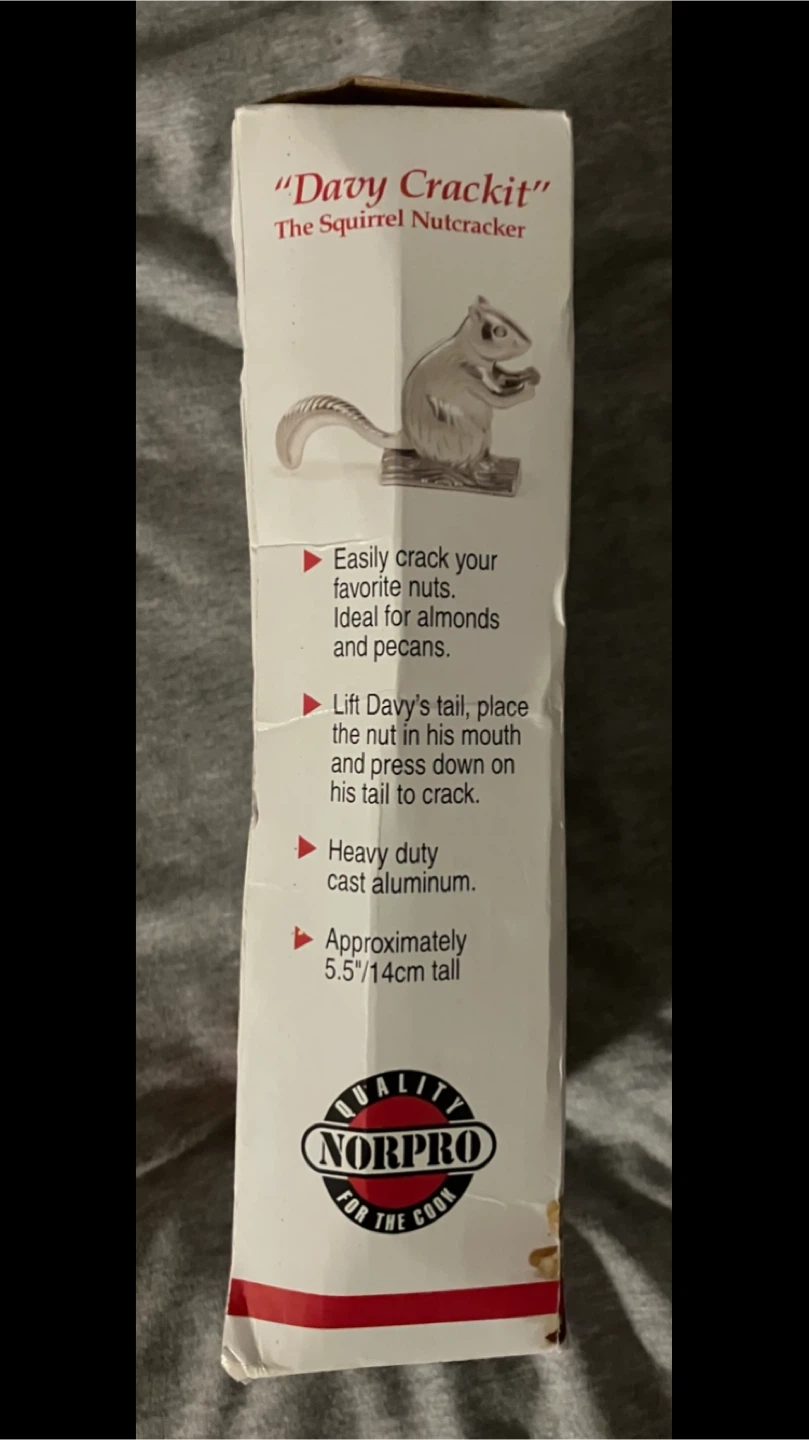 "Davy Crackit"
The Squirrel Nutcracker
Easily crack your
favorite nuts.
Ideal for almonds
and pecans.
Lift Davy's tail, place
the nut in his mouth
and press down on
his tail to crack.
Heavy duty
cast aluminum.
Approximately
5.5"/14cm tall
QUALITY
NORPRO
FOR THE COOK